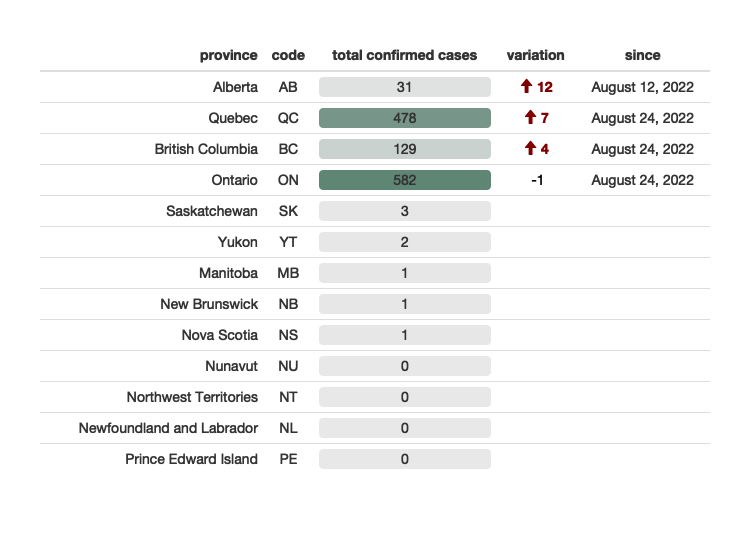 province code total confirmed cases variation since
Alberta AB 31 ⬆ 12 August 12, 2022
Quebec QC 478 ⬆ 7 August 24, 2022
British Columbia BC 129 ⬆ 4 August 24, 2022
Ontario ON 582 -1 August 24, 2022
Saskatchewan SK 3
Yukon YT 2
Manitoba MB 1
New Brunswick NB 1
Nova Scotia NS 1
Nunavut NU 0
Northwest Territories NT 0
Newfoundland and Labrador NL 0
Prince Edward Island PE 0